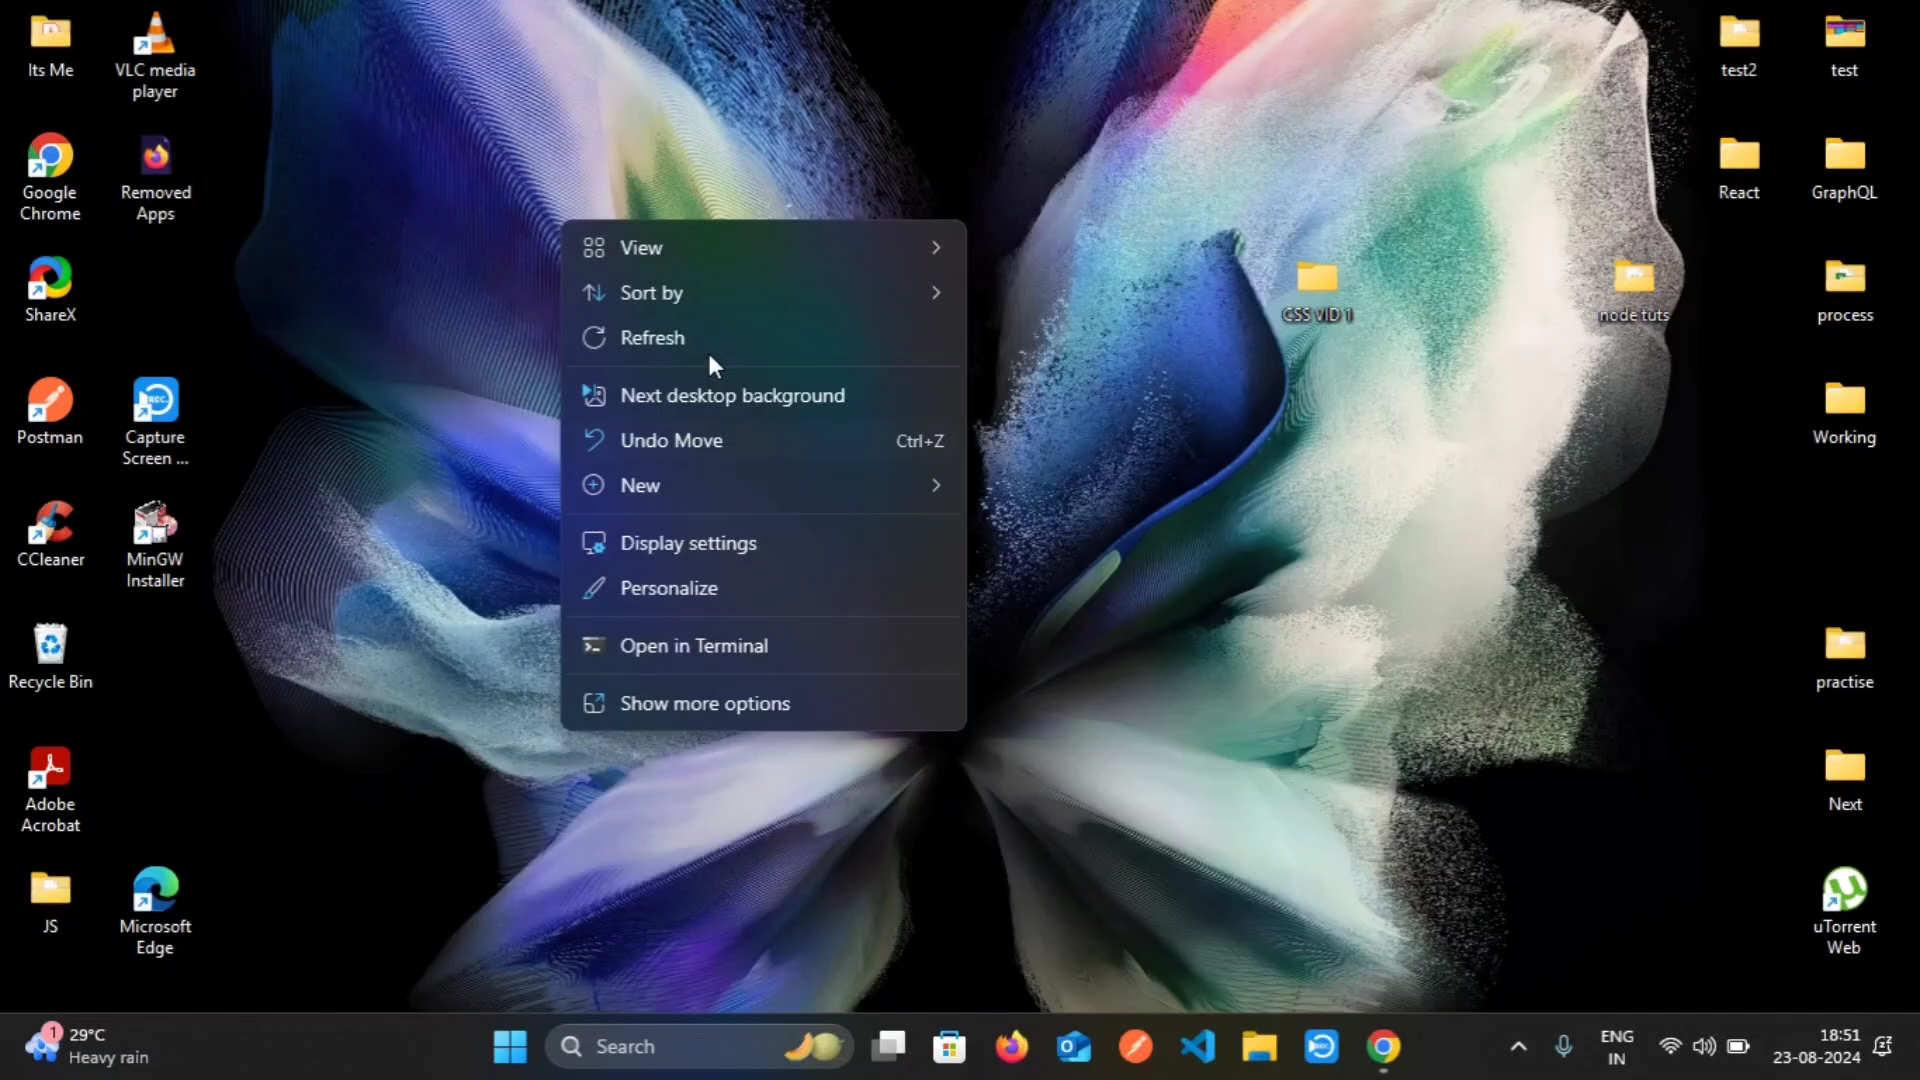 Its Me
VLC media
player
Google
Chrome
Removed
Apps
ShareX
Postman
Capture
Screen ...
CCleaner
MinGW
Installer
Recycle Bin
Adobe
Acrobat
JS
Microsoft
Edge
View
Sort by
Refresh
Next desktop background
Undo Move Ctrl+Z
New
Display settings
Personalize
Open in Terminal
Show more options
CSS VID 1
node tuts
test2
test
React
GraphQL
process
Working
practise
Next
uTorrent
Web
1
29°C
Heavy rain
Search
REC
ENG
IN
18:51
23-08-2024